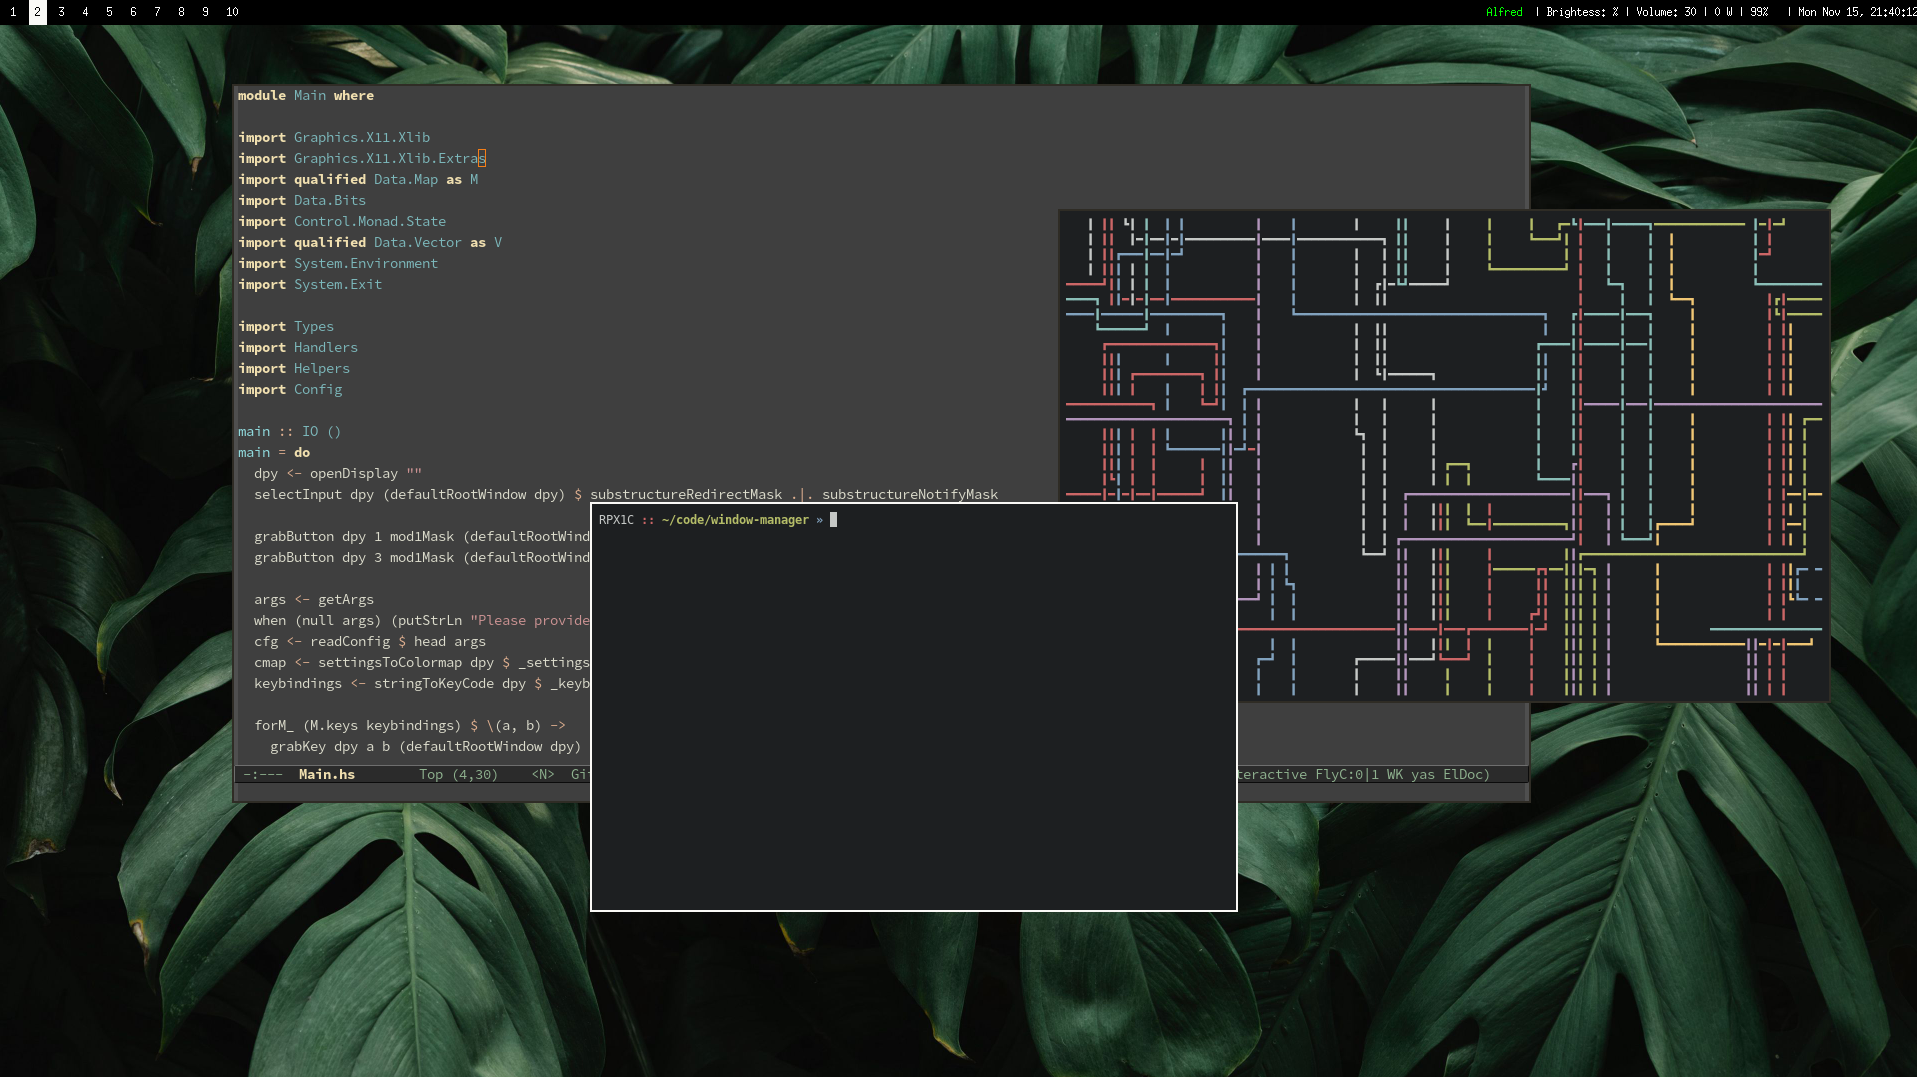 1 2 3 4 5 6 7 8 9 10
Alfred | Brightess: % | Volume: 30 | 0 W | 99% | Mon Nov 15, 21:40:12
module Main where
import Graphics.X11.Xlib
import Graphics.X11.Xlib.Extras
import qualified Data.Map as M
import Data.Bits
import Control.Monad.State
import qualified Data.Vector as V
import System.Environment
import System.Exit
import Types
import Handlers
import Helpers
import Config
main :: IO ()
main = do
dpy <- openDisplay ""
selectInput dpy (defaultRootWindow dpy) $ substructureRedirectMask .|. substructureNotifyMask
grabButton dpy 1 mod1Mask (defaultRootWind
grabButton dpy 3 mod1Mask (defaultRootWind
args <- getArgs
when (null args) (putStrLn "Please provide
cfg <- readConfig $ head args
cmap <- settingsToColormap dpy $ _settings
keybindings <- stringToKeyCode dpy $ _keyb
forM_ (M.keys keybindings) $ \(a, b) ->
grabKey dpy a b (defaultRootWindow dpy)
-:--- Main.hs Top (4,30) <N> Gi
teractive FlyC:0|1 WK yas ElDoc)
RPX1C :: ~/code/window-manager »